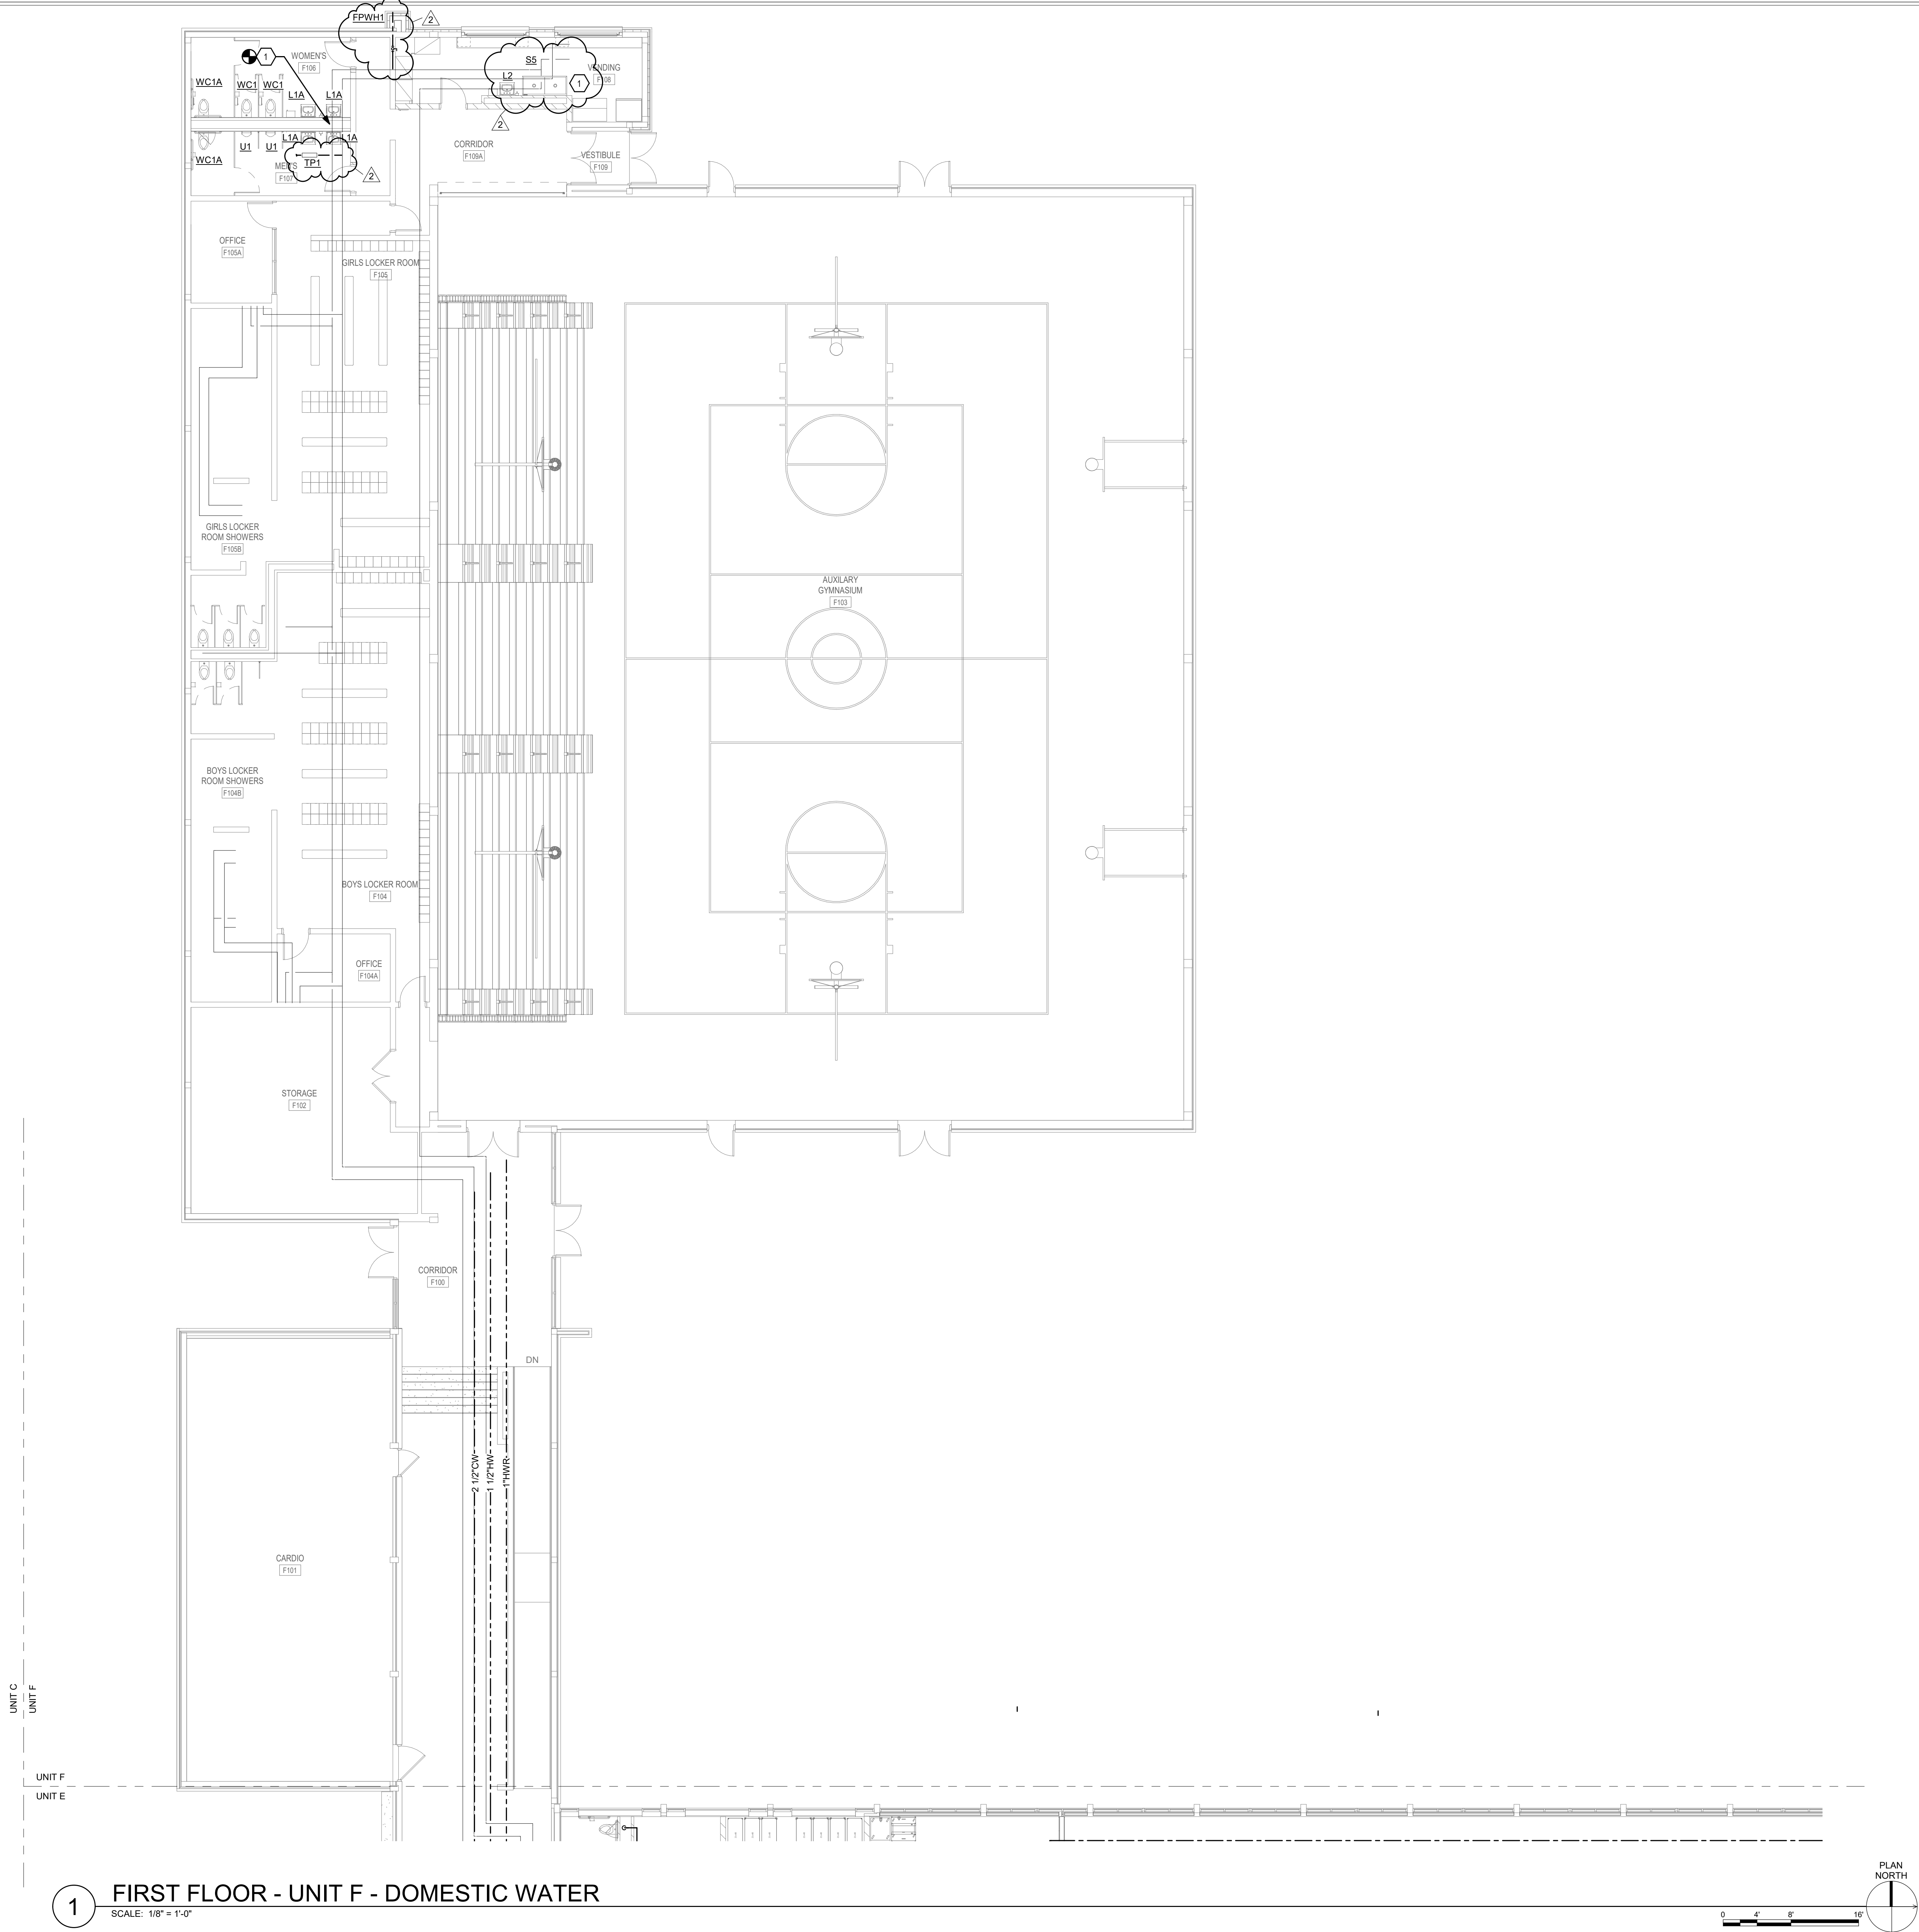 FPWH1
2
1
WOMEN'S
F106
S5
L2
1
VENDING
F108
WC1A
WC1
WC1
L1A
L1A
2
L1A
L1A
U1
U1
WC1A
TP1
MEN'S
F107
2
CORRIDOR
F109A
VESTIBULE
F109
OFFICE
F105A
GIRLS LOCKER ROOM
F105
GIRLS LOCKER
ROOM SHOWERS
F105B
AUXILARY
GYMNASIUM
F103
BOYS LOCKER
ROOM SHOWERS
F104B
BOYS LOCKER ROOM
F104
OFFICE
F104A
STORAGE
F102
CORRIDOR
F100
DN
2 1/2"CW
1 1/2"HW
1"HWR
CARDIO
F101
UNIT C
UNIT F
UNIT F
UNIT E
1
FIRST FLOOR - UNIT F - DOMESTIC WATER
SCALE: 1/8" = 1'-0"
PLAN
NORTH
0 4' 8' 16'